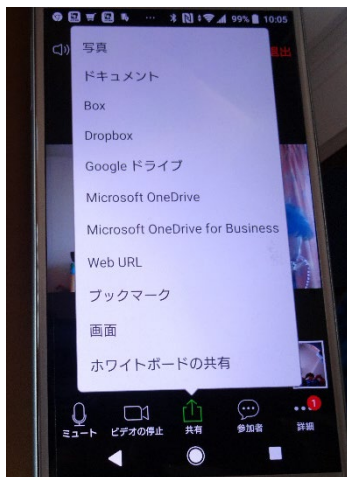 99% 10:05
退出
写真
ドキュメント
Box
Dropbox
Google ドライブ
Microsoft OneDrive
Microsoft OneDrive for Business
Web URL
ブックマーク
画面
ホワイトボードの共有
1
ミュート ビデオの停止 共有 参加者 詳細